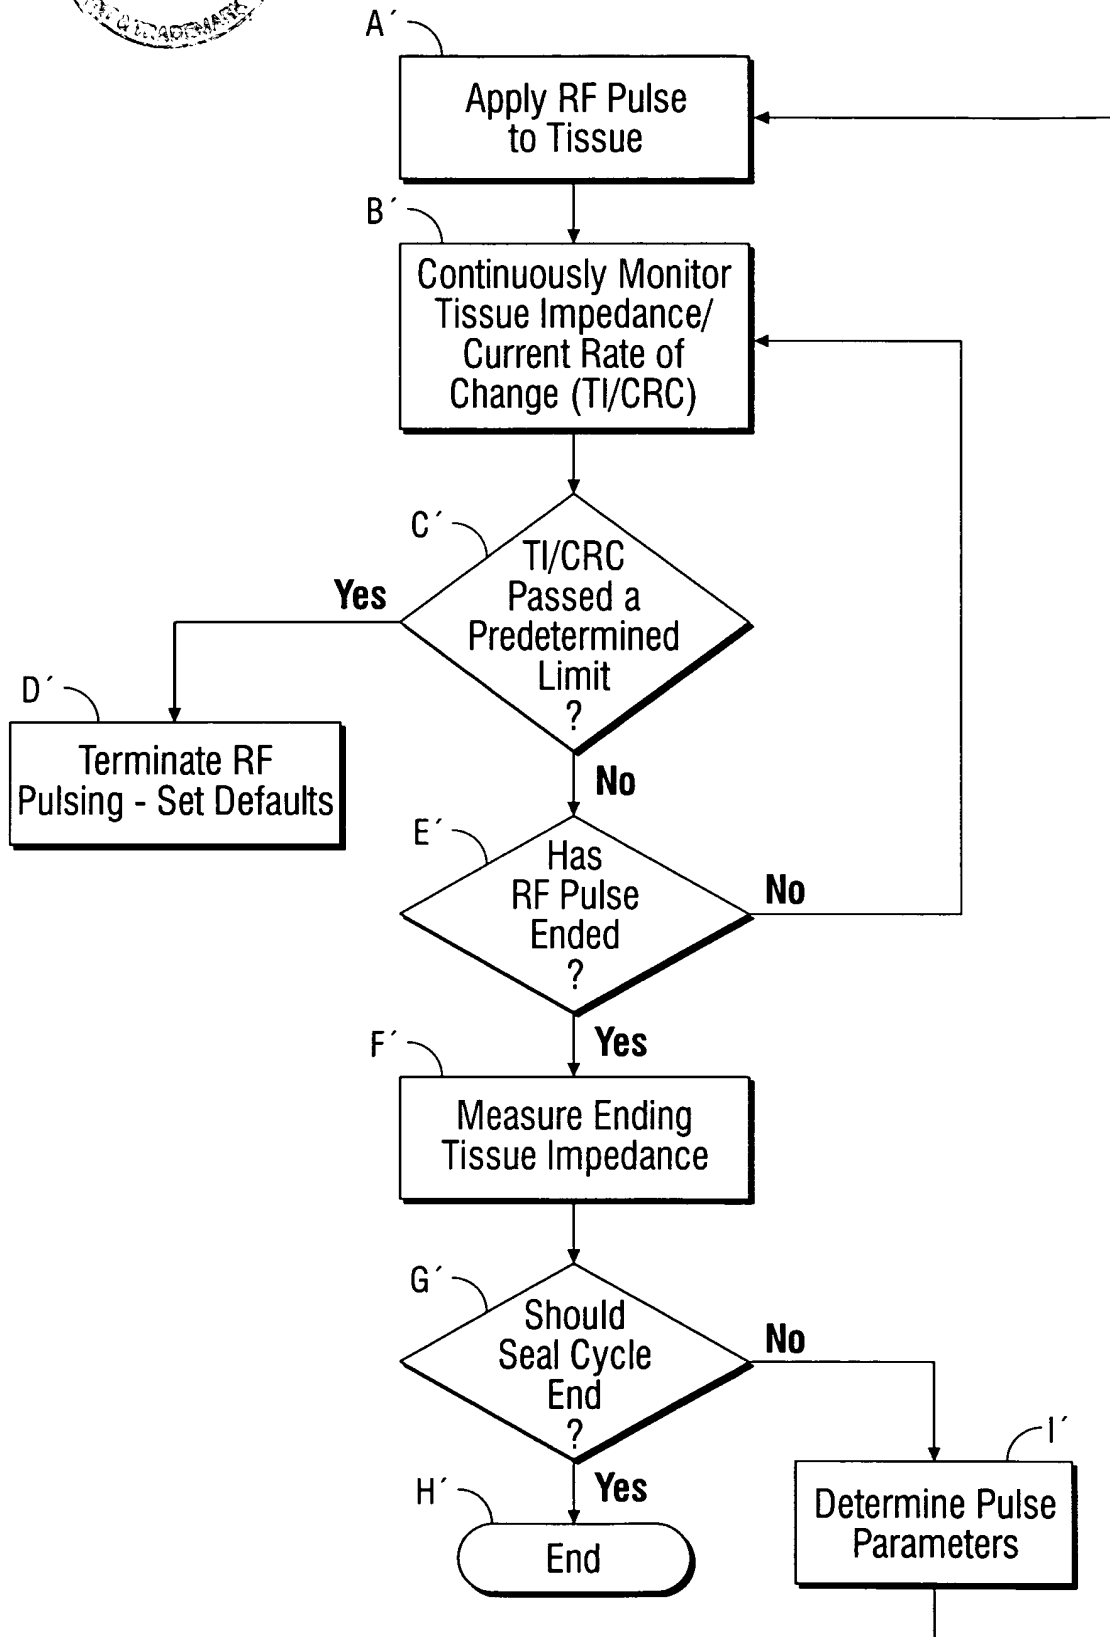 & TRADEMARK
A´
Apply RF Pulse
to Tissue
B´
Continuously Monitor
Tissue Impedance/
Current Rate of
Change (TI/CRC)
C´
TI/CRC
Passed a
Predetermined
Limit
?
Yes
D´
Terminate RF
Pulsing - Set Defaults
No
E´
Has
RF Pulse
Ended
?
No
Yes
F´
Measure Ending
Tissue Impedance
G´
Should
Seal Cycle
End
?
No
I´
Determine Pulse
Parameters
Yes
H´
End